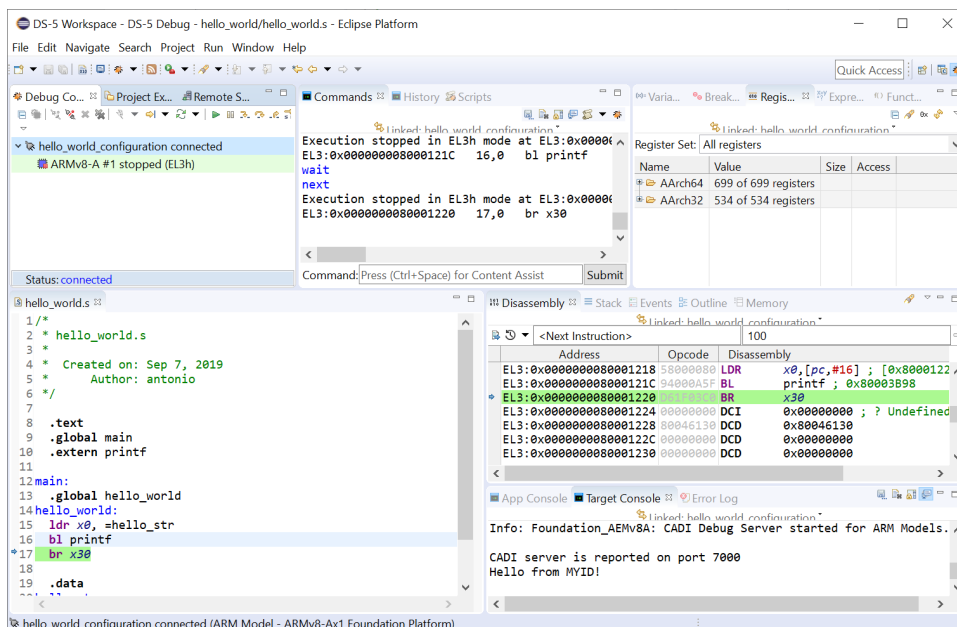 DS-5 Workspace - DS-5 Debug - hello_world/hello_world.s - Eclipse Platform
File Edit Navigate Search Project Run Window Help
Quick Access
Debug Co... Project Ex... Remote S...
hello_world_configuration connected
ARMv8-A #1 stopped (EL3h)
Status: connected
Commands History Scripts
Linked: hello_world_configuration
Execution stopped in EL3h mode at EL3:0x00000
EL3:0x000000008000121C 16,0 bl printf
wait
next
Execution stopped in EL3h mode at EL3:0x00000
EL3:0x0000000080001220 17,0 br x30
Command: Press (Ctrl+Space) for Content Assist Submit
Varia... Break... Regis... Expre... Funct...
Linked: hello_world_configuration
Register Set: All registers
Name Value Size Access
AArch64 699 of 699 registers
AArch32 534 of 534 registers
hello_world.s
1 /*
2 * hello_world.s
3 *
4 * Created on: Sep 7, 2019
5 * Author: antonio
6 */
7
8 .text
9 .global main
10 .extern printf
11
12 main:
13 .global hello_world
14 hello_world:
15 ldr x0, =hello_str
16 bl printf
17 br x30
18
19 .data
Disassembly Stack Events Outline Memory
Linked: hello_world_configuration
<Next Instruction> 100
Address Opcode Disassembly
EL3:0x0000000080001218 58000080 LDR x0,[pc,#16] ; [0x8000122
EL3:0x000000008000121C 94000A5F BL printf ; 0x80003B98
EL3:0x0000000080001220 D61F03C0 BR x30
EL3:0x0000000080001224 00000000 DCI 0x00000000 ; ? Undefined
EL3:0x0000000080001228 80046130 DCD 0x80046130
EL3:0x000000008000122C 00000000 DCD 0x00000000
EL3:0x0000000080001230 00000000 DCD 0x00000000
App Console Target Console Error Log
Linked: hello_world_configuration
Info: Foundation_AEMv8A: CADI Debug Server started for ARM Models.
CADI server is reported on port 7000
Hello from MYID!
hello_world_configuration connected (ARM Model - ARMv8-Ax1 Foundation Platform)